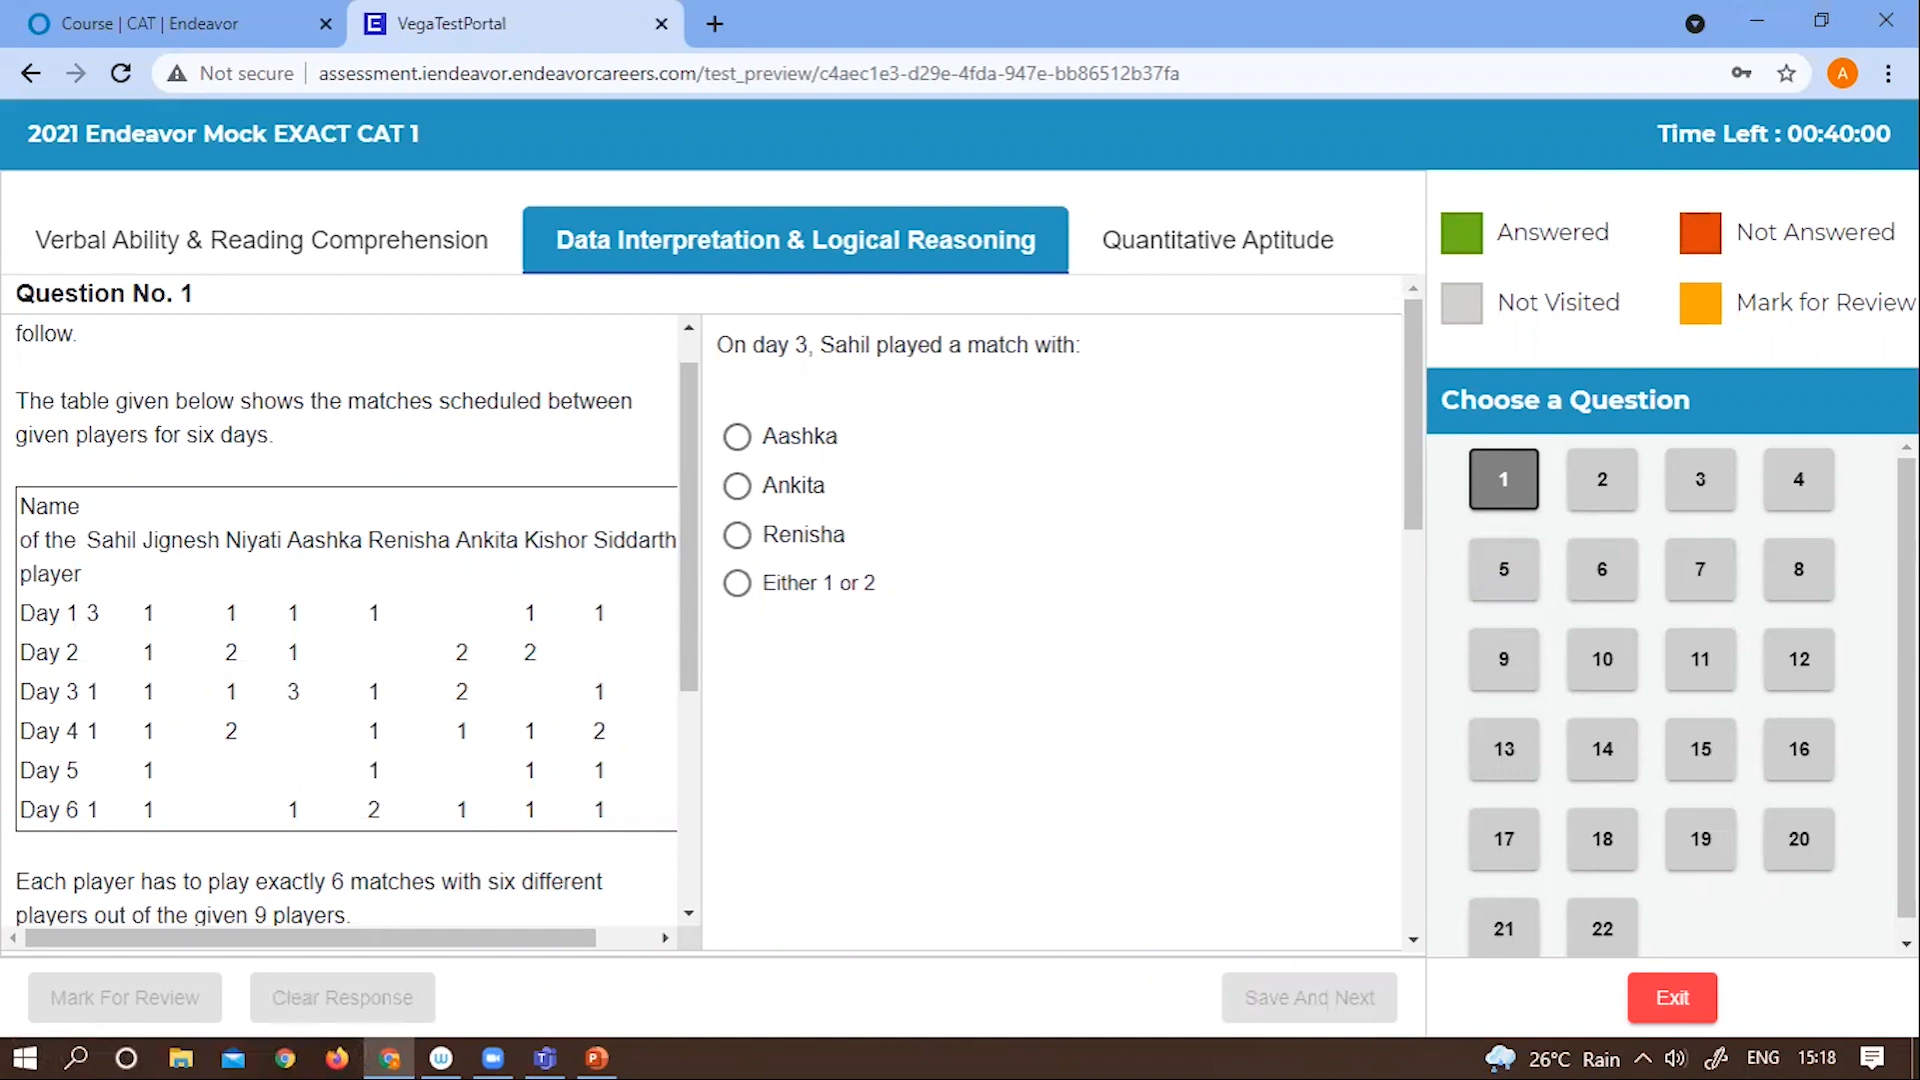 Course | CAT | Endeavor
VegaTestPortal
Not secure
assessment.iendeavor.endeavorcareers.com/test_preview/c4aec1e3-d29e-4fda-947e-bb86512b37fa
A
2021 Endeavor Mock EXACT CAT 1
Time Left : 00:40:00
Verbal Ability & Reading Comprehension
Data Interpretation & Logical Reasoning
Quantitative Aptitude
Answered
Not Answered
Not Visited
Mark for Review
Question No. 1
follow.
The table given below shows the matches scheduled between
given players for six days.
Name
of the Sahil Jignesh Niyati Aashka Renisha Ankita Kishor Siddarth
player
Day 1 3 1 1 1 1 1 1
Day 2 1 2 1 2 2
Day 3 1 1 1 3 1 2 1
Day 4 1 1 2 1 1 1 2
Day 5 1 1 1 1
Day 6 1 1 1 2 1 1 1
Each player has to play exactly 6 matches with six different
players out of the given 9 players.
On day 3, Sahil played a match with:
Aashka
Ankita
Renisha
Either 1 or 2
Choose a Question
1 2 3 4
5 6 7 8
9 10 11 12
13 14 15 16
17 18 19 20
21 22
Mark For Review
Clear Response
Save And Next
Exit
26°C Rain
ENG
15:18